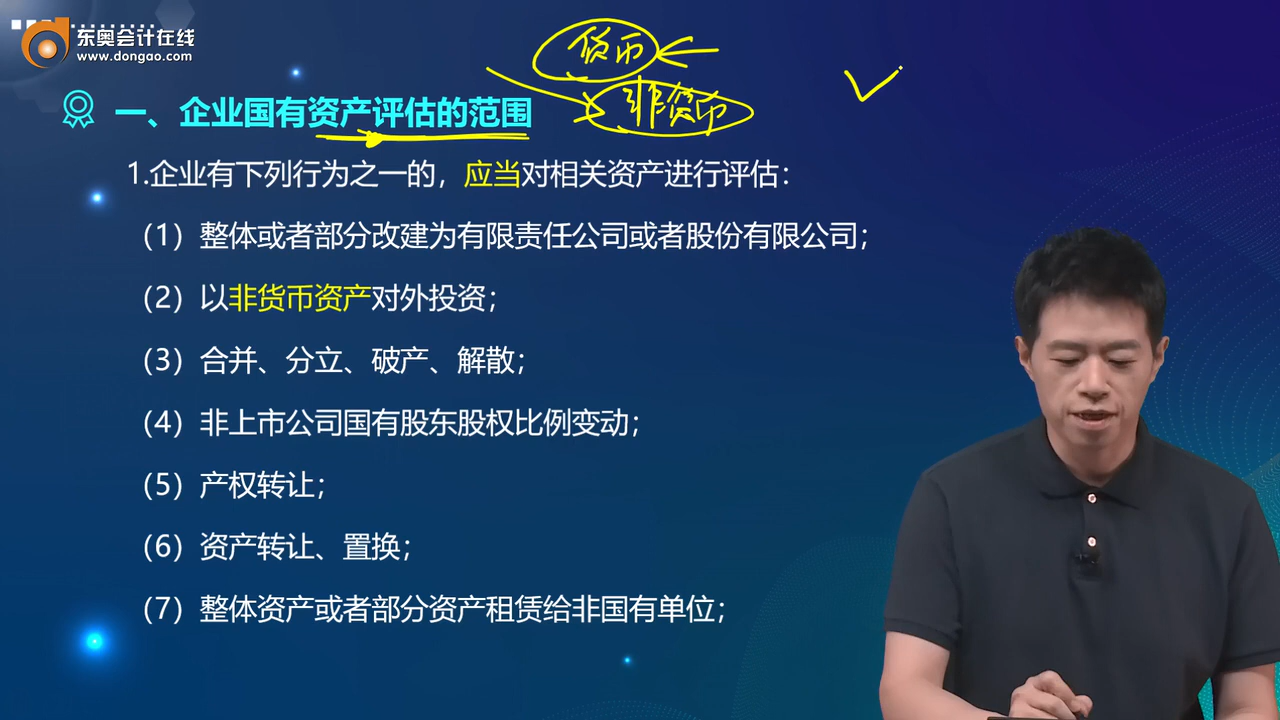 东奥会计在线
www.dongao.com
货币
非货币
一、企业国有资产评估的范围
1.企业有下列行为之一的，应当对相关资产进行评估：
（1）整体或者部分改建为有限责任公司或者股份有限公司；
（2）以非货币资产对外投资；
（3）合并、分立、破产、解散；
（4）非上市公司国有股东股权比例变动；
（5）产权转让；
（6）资产转让、置换；
（7）整体资产或者部分资产租赁给非国有单位；